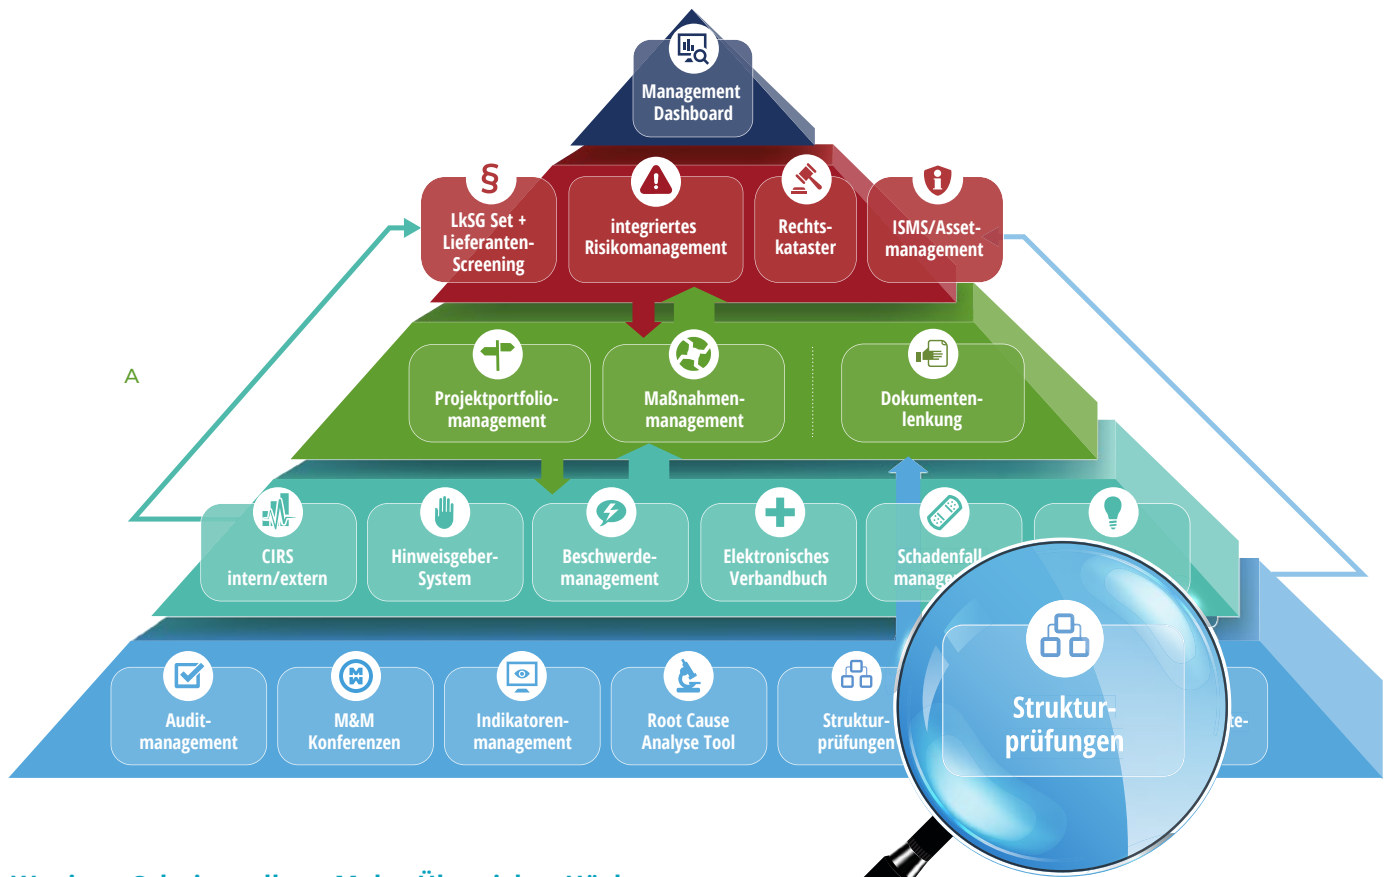 Management
Dashboard
§
LkSG Set +
Lieferanten-
Screening
integriertes
Risikomanagement
Rechts-
kataster
ISMS/Asset-
management
A
Projektportfolio-
management
Maßnahmen-
management
Dokumenten-
lenkung
CIRS
intern/extern
Hinweisgeber-
System
Beschwerde-
management
Elektronisches
Verbandbuch
Schadenfall
Audit-
management
M&M
Konferenzen
Indikatoren-
management
Root Cause
Analyse Tool
Struktur-
prüfungen
Struktur-
prüfungen